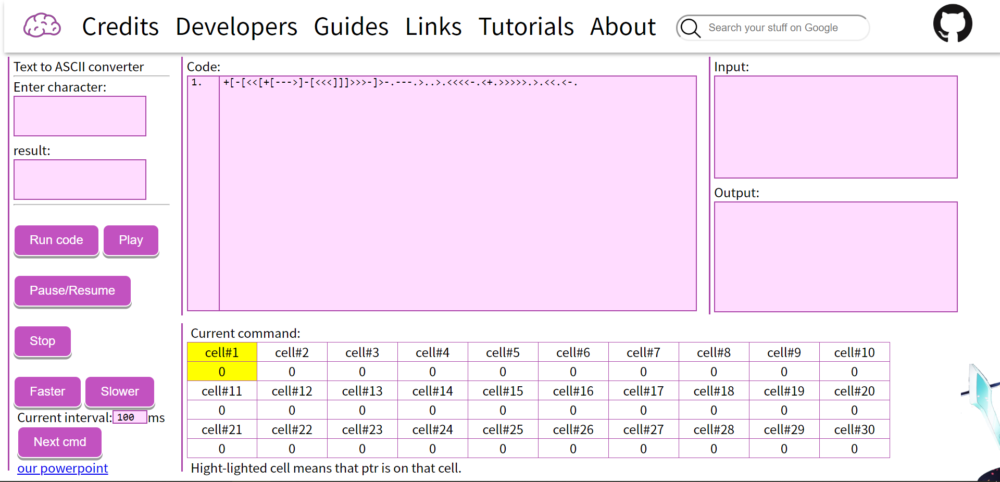 Credits Developers Guides Links Tutorials About Search your stuff on Google
Text to ASCII converter
Enter character:
result:
Run code Play
Pause/Resume
Stop
Faster Slower
Current interval: 100 ms
Next cmd
our powerpoint
Code:
1. +[-[<<[+[--->]-[<<<]]]>>>-]>-.---.>..>.<<<<-.<+.>>>>>.>.<<.<-.
Input:
Output:
Current command:
cell#1 cell#2 cell#3 cell#4 cell#5 cell#6 cell#7 cell#8 cell#9 cell#10
0 0 0 0 0 0 0 0 0 0
cell#11 cell#12 cell#13 cell#14 cell#15 cell#16 cell#17 cell#18 cell#19 cell#20
0 0 0 0 0 0 0 0 0 0
cell#21 cell#22 cell#23 cell#24 cell#25 cell#26 cell#27 cell#28 cell#29 cell#30
0 0 0 0 0 0 0 0 0 0
Hight-lighted cell means that ptr is on that cell.